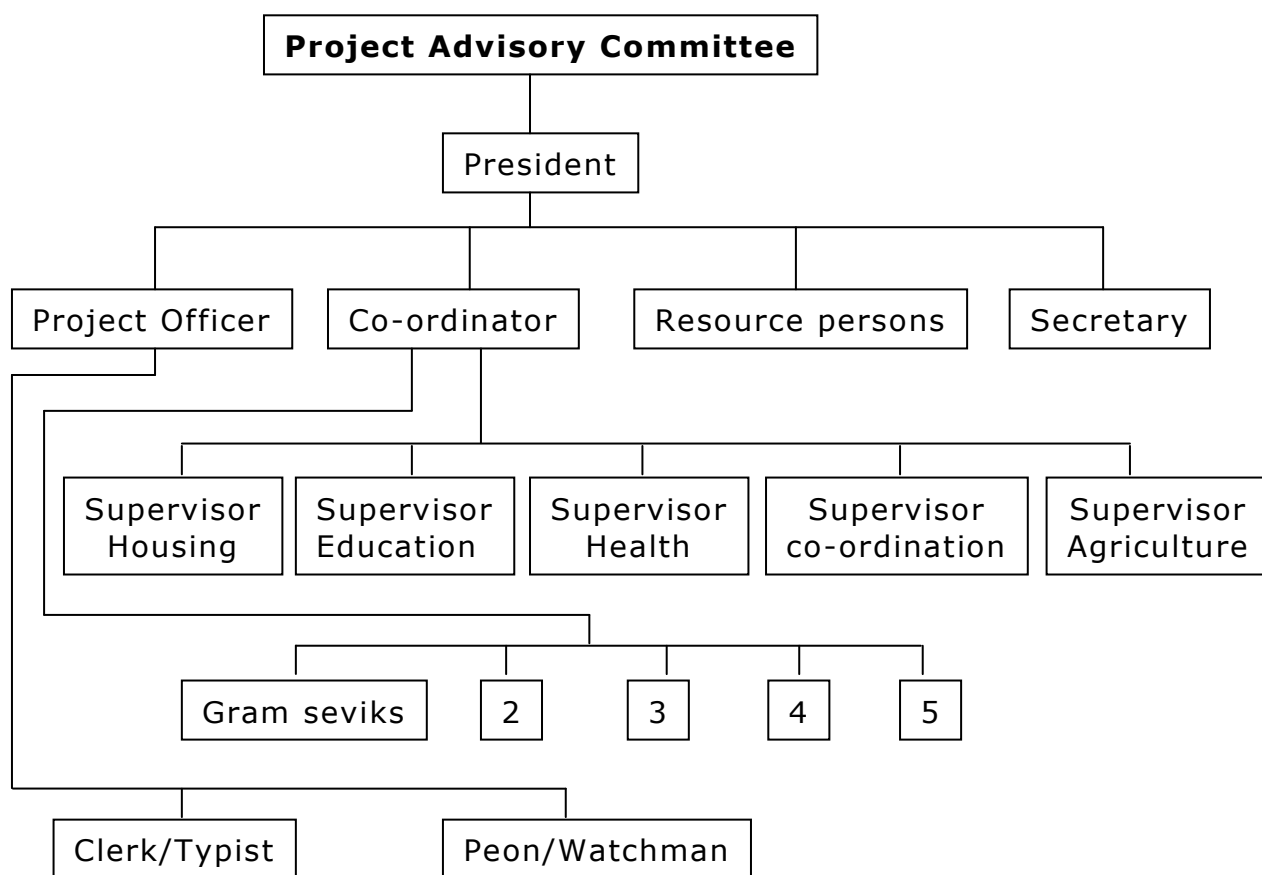 Project Advisory Committee
President
Project Officer
Co-ordinator
Resource persons
Secretary
Supervisor
Housing
Supervisor
Education
Supervisor
Health
Supervisor
co-ordination
Supervisor
Agriculture
Gram seviks
2
3
4
5
Clerk/Typist
Peon/Watchman